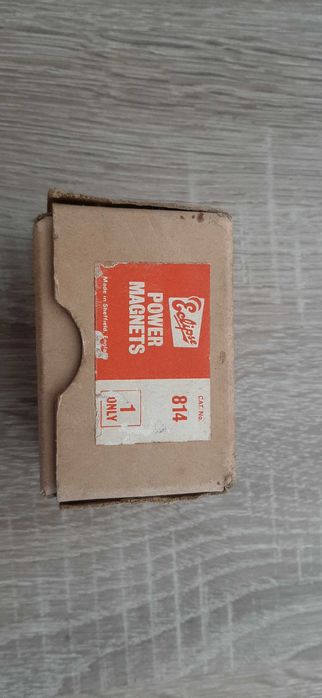 Eclipse
POWER
MAGNETS
Made in Sheffield, England
CAT. No.
814
1
ONLY